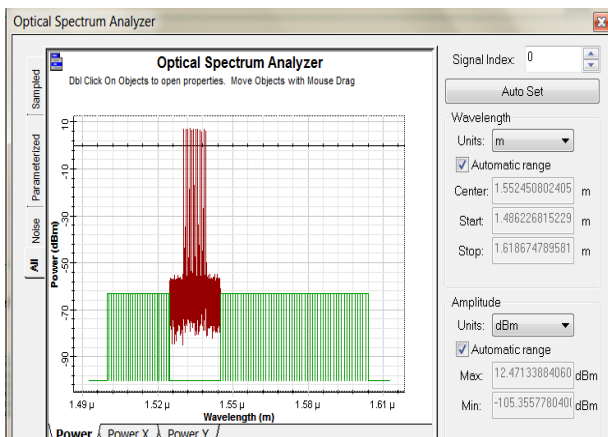 Optical Spectrum Analyzer
Optical Spectrum Analyzer
Dbl Click On Objects to open properties. Move Objects with Mouse Drag
Sampled
Parameterized
Noise
All
Power (dBm)
10
-10
-30
-50
-70
-90
1.49 µ
1.52 µ
1.55 µ
1.58 µ
1.61 µ
Wavelength (m)
Power
Power X
Power Y
Signal Index: 0
Auto Set
Wavelength
Units: m
Automatic range
Center: 1.552450802405 m
Start: 1.486226815229 m
Stop: 1.618674789581 m
Amplitude
Units: dBm
Automatic range
Max: 12.47133884060 dBm
Min: -105.355778040 dBm